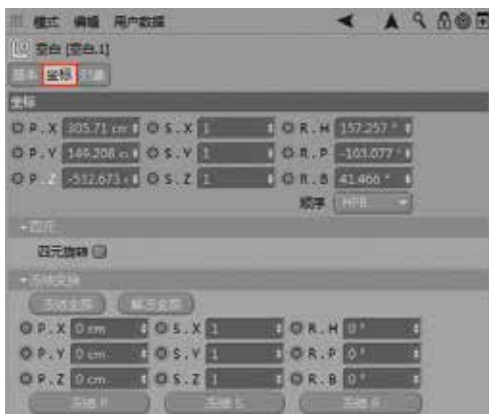 模式 编辑 用户数据
空白 [空白.1]
基本 坐标 对象
坐标
P . X 305.71 cm S . X 1 R . H 157.257 °
P . Y 149.208 c S . Y 1 R . P -103.077 °
P . Z -532.673 c S . Z 1 R . B 41.466 °
顺序 HPB
四元
四元旋转
冻结变换
冻结全部 解冻全部
P . X 0 cm S . X 1 R . H 0 °
P . Y 0 cm S . Y 1 R . P 0 °
P . Z 0 cm S . Z 1 R . B 0 °
冻结 P 冻结 S 冻结 R